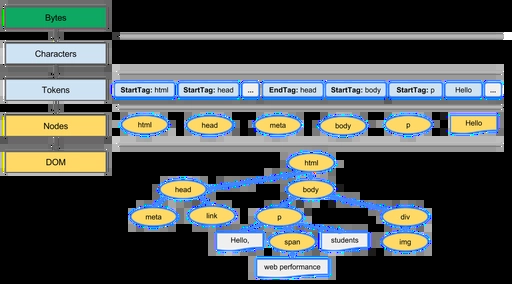 Bytes
Characters
Tokens
StartTag: html StartTag: head ... EndTag: head StartTag: body StartTag: p Hello ...
Nodes
html head meta body p Hello
DOM
html
head body
meta link p div
Hello, span students img
web performance